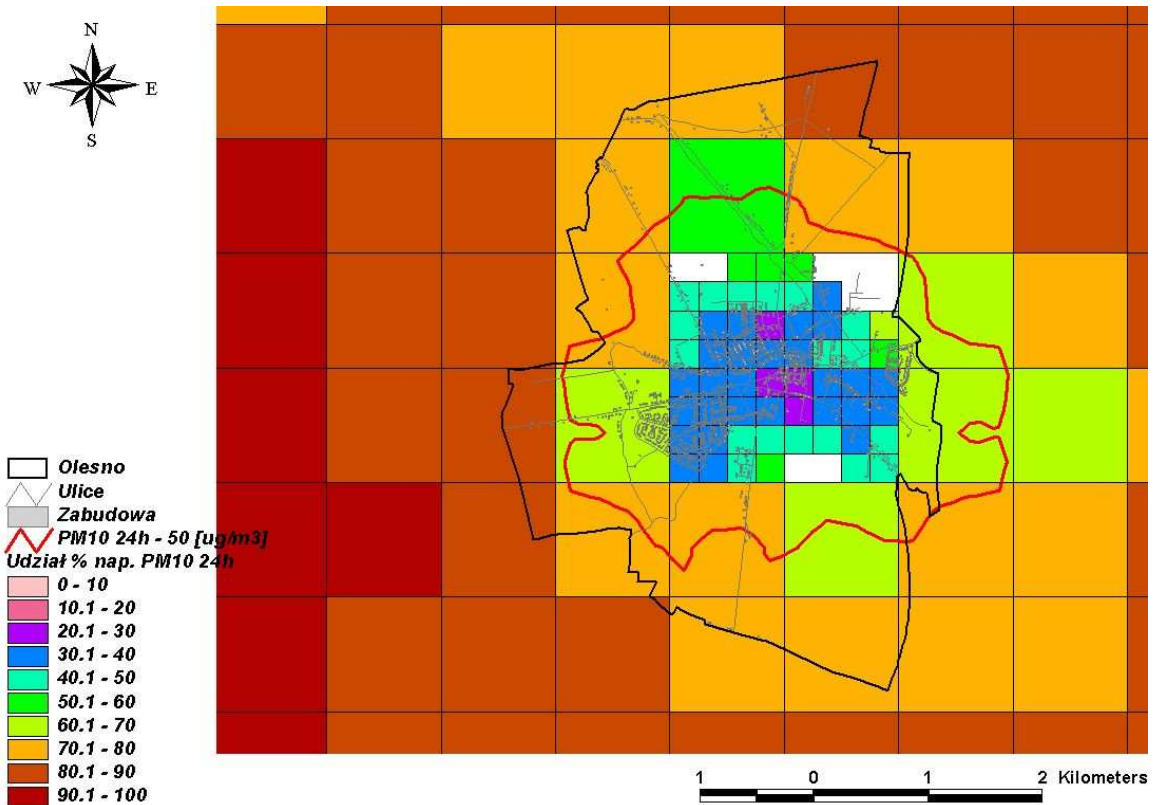 N
W E
S
Olesno
Ulice
Zabudowa
PM10 24h - 50 [ug/m3]
Udział % nap. PM10 24h
0 - 10
10.1 - 20
20.1 - 30
30.1 - 40
40.1 - 50
50.1 - 60
60.1 - 70
70.1 - 80
80.1 - 90
90.1 - 100
1 0 1 2 Kilometers